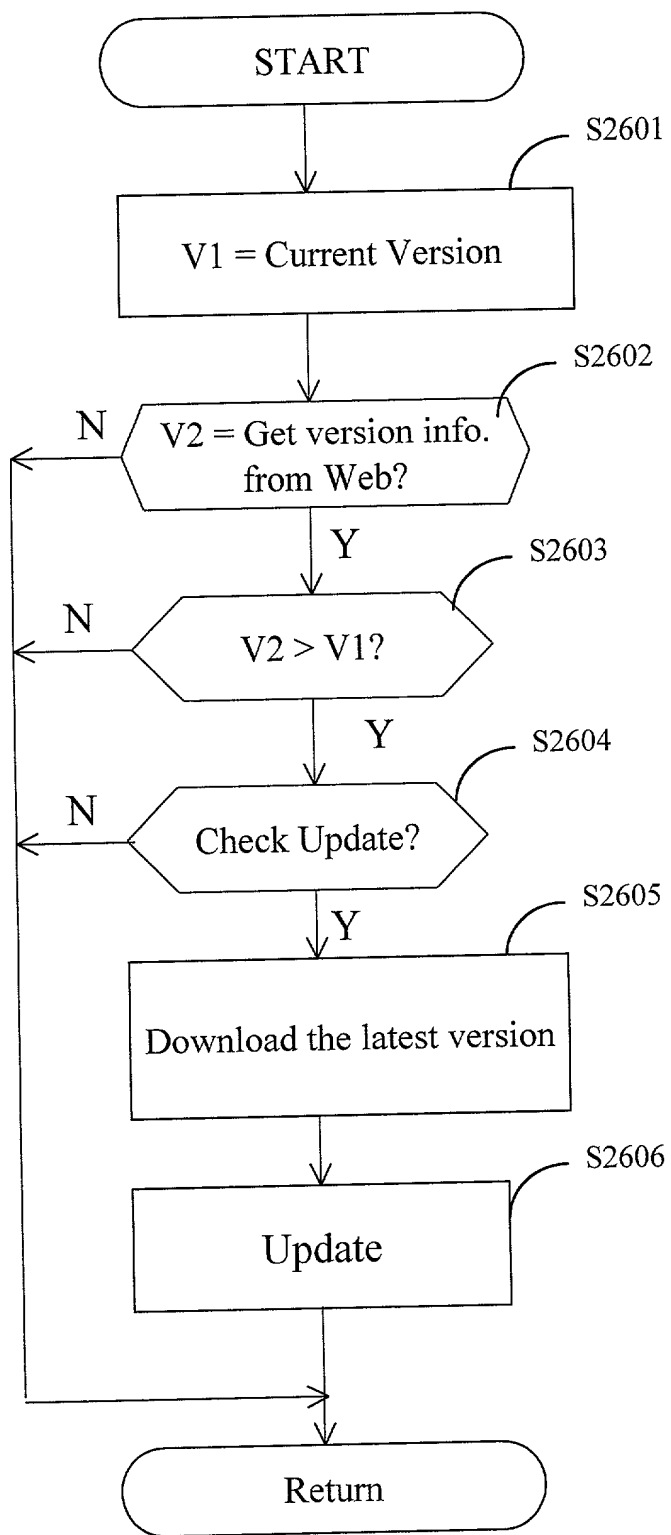 START
S2601
V1 = Current Version
S2602
N
V2 = Get version info.
from Web?
Y
S2603
N
V2 > V1?
Y
S2604
N
Check Update?
Y
S2605
Download the latest version
S2606
Update
Return